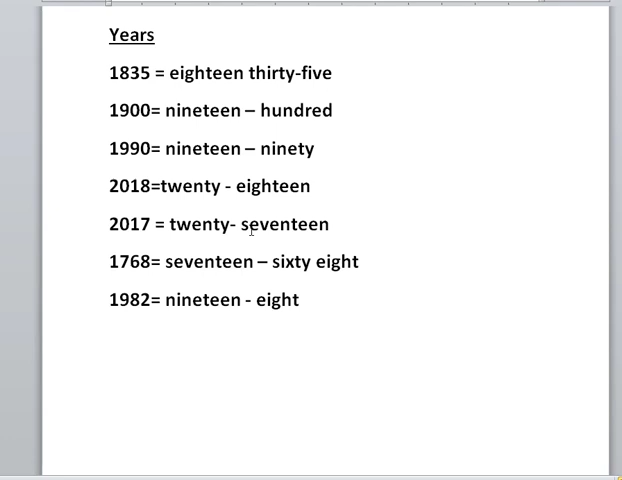 Years
1835 = eighteen thirty-five
1900= nineteen – hundred
1990= nineteen – ninety
2018=twenty - eighteen
2017 = twenty- seventeen
1768= seventeen – sixty eight
1982= nineteen - eight